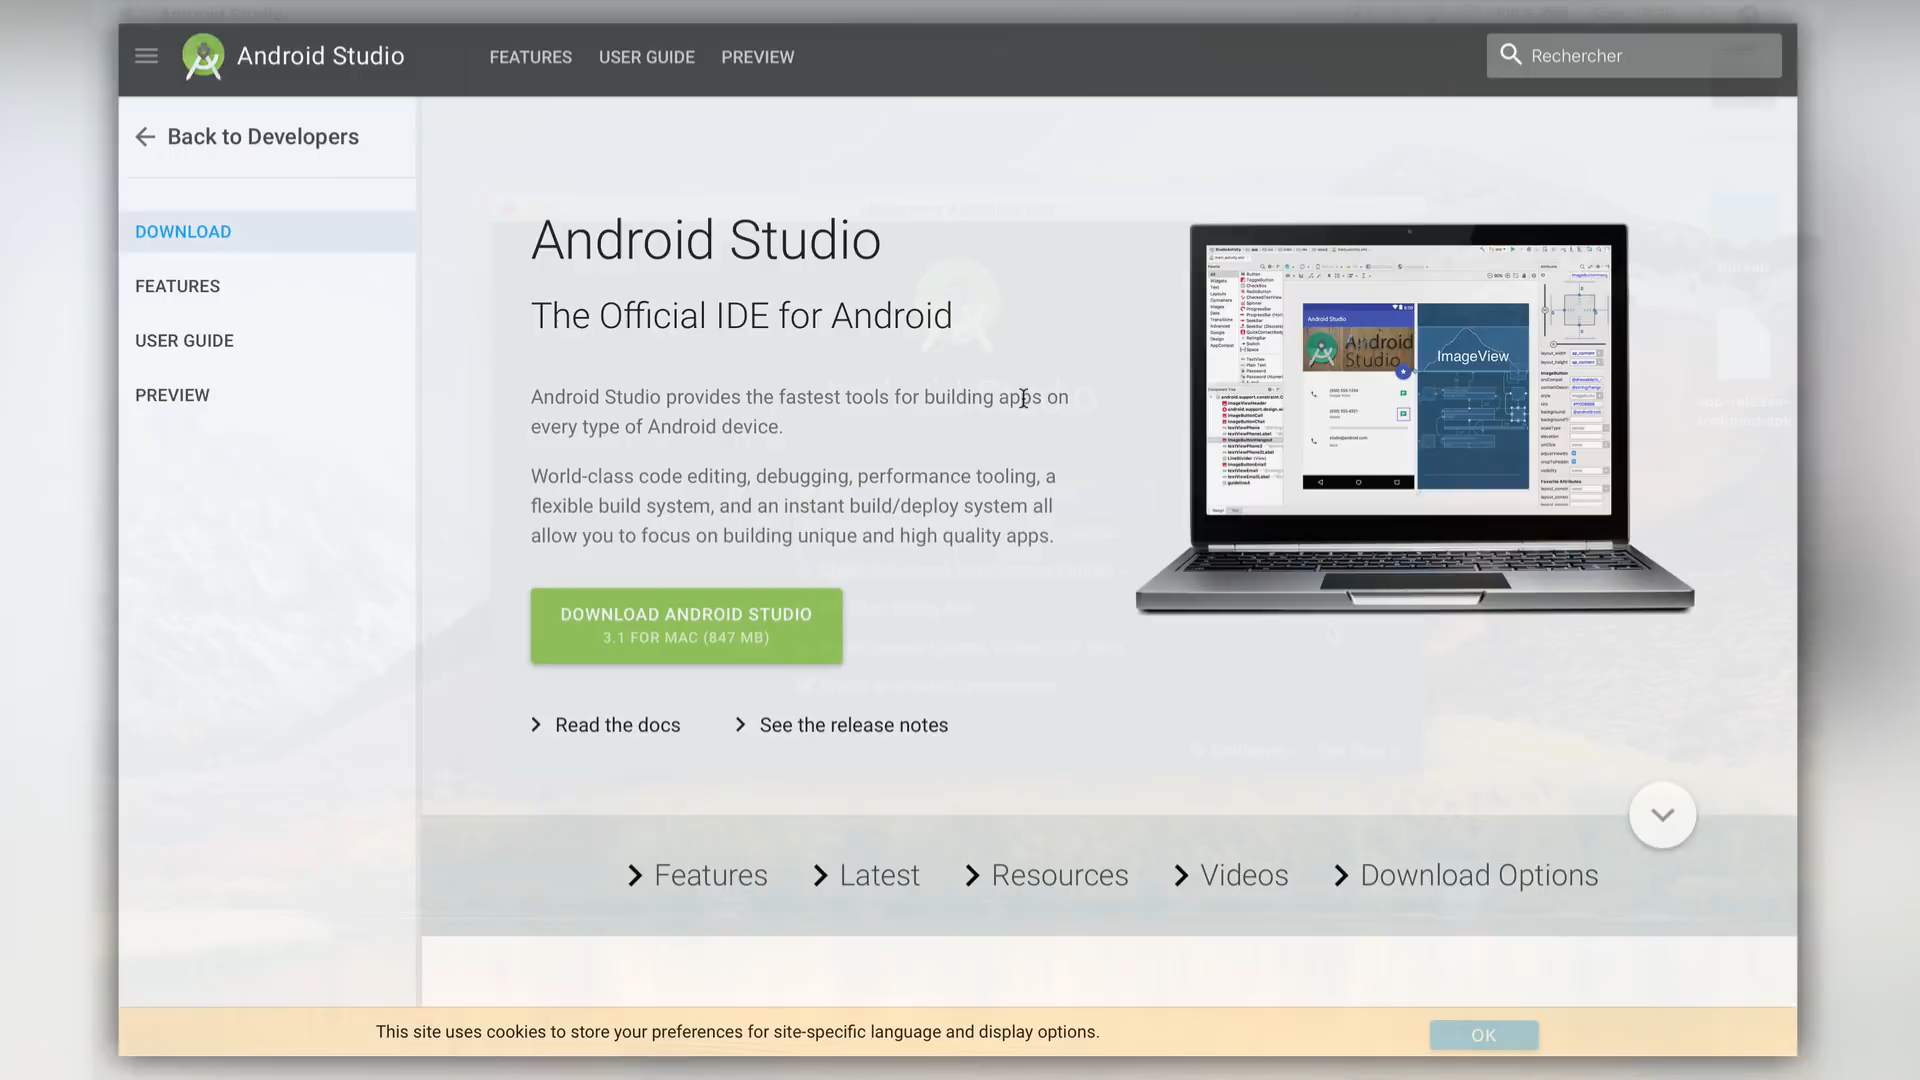 Android Studio
FEATURES
USER GUIDE
PREVIEW
Rechercher
Back to Developers
DOWNLOAD
FEATURES
USER GUIDE
PREVIEW
Android Studio
The Official IDE for Android
Android Studio provides the fastest tools for building apps on
every type of Android device.
World-class code editing, debugging, performance tooling, a
flexible build system, and an instant build/deploy system all
allow you to focus on building unique and high quality apps.
DOWNLOAD ANDROID STUDIO
3.1 FOR MAC (847 MB)
Read the docs
See the release notes
Android Studio
Android
Studio
ImageView
Features
Latest
Resources
Videos
Download Options
This site uses cookies to store your preferences for site-specific language and display options.
OK